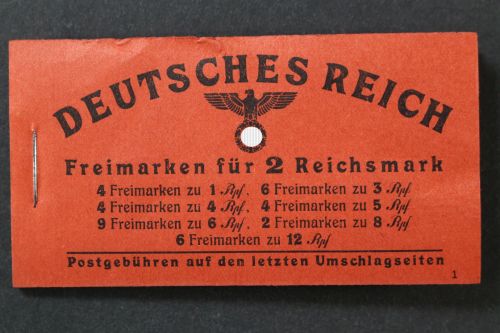 DEUTSCHES REICH
Freimarken für 2 Reichsmark
4 Freimarken zu 1 Rpf, 6 Freimarken zu 3 Rpf
4 Freimarken zu 4 Rpf, 4 Freimarken zu 5 Rpf
9 Freimarken zu 6 Rpf, 2 Freimarken zu 8 Rpf
6 Freimarken zu 12 Rpf
Postgebühren auf den letzten Umschlagseiten
1